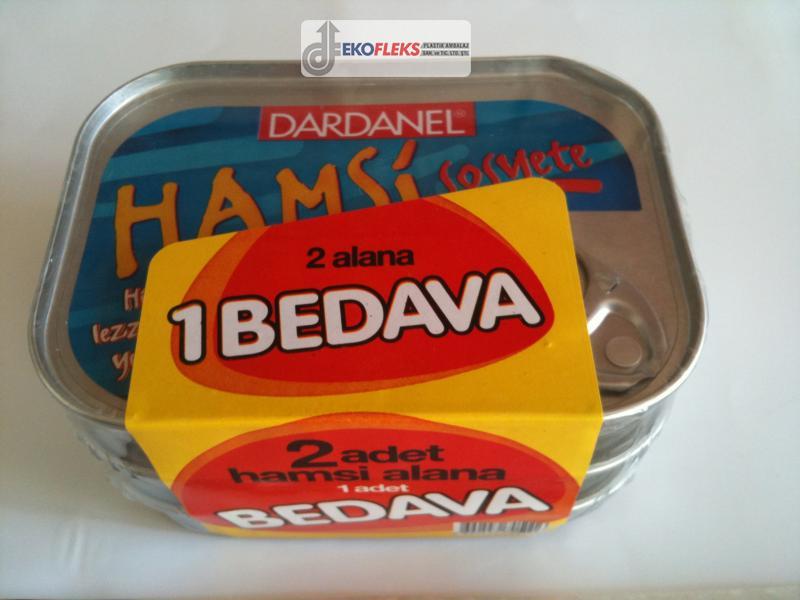 EKOFLEKS
PLASTİK AMBALAJ
SAN. ve TİC. LTD. ŞTİ.
DARDANEL
HAMSİ
sosyete
2 alana
1 BEDAVA
2 adet
hamsi alana
1 adet
BEDAVA